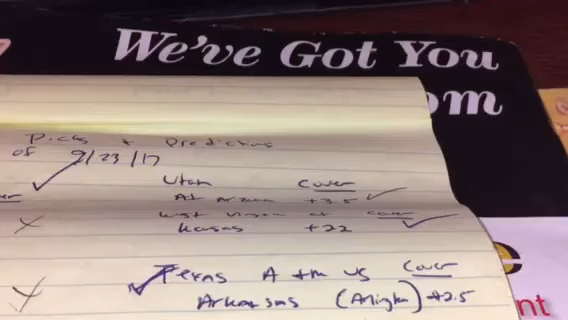 We've Got You
om
Picks + Predictions
of 9/23/17
Utah Cover
At Arizona +3.5
West Virginia at cover
Kansas +22
Texas A+M vs Cover
Arkansas (Arlington) +2.5
nt